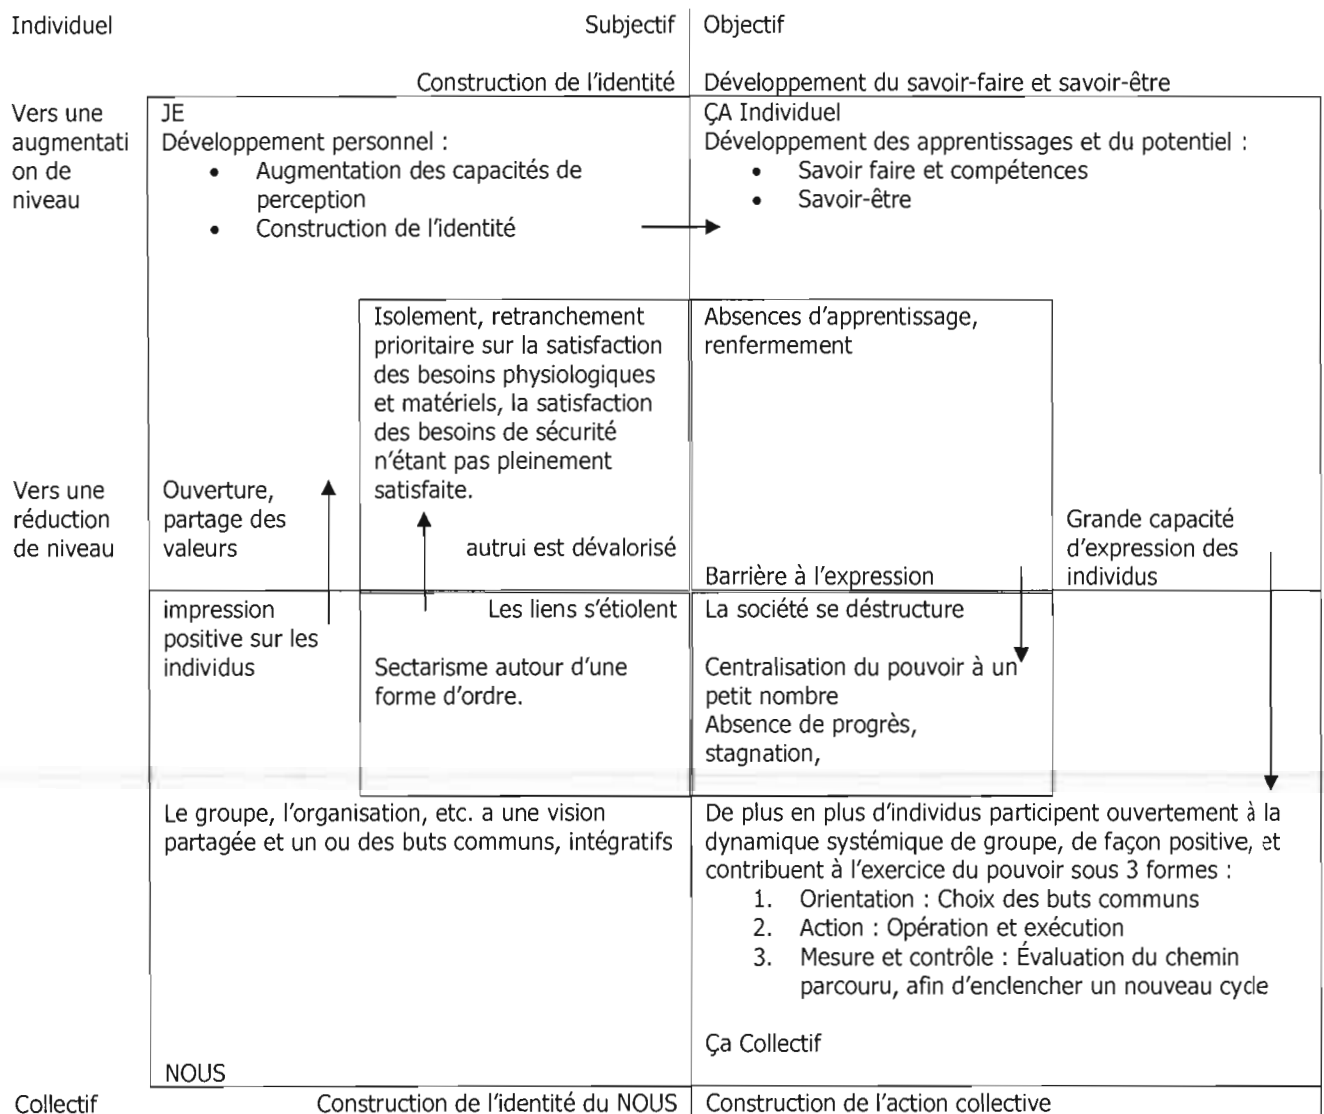 Individuel
Subjectif
Objectif
Construction de l'identité
Développement du savoir-faire et savoir-être
Vers une
augmentati
on de
niveau
JE
Développement personnel :
• Augmentation des capacités de
perception
• Construction de l'identité
ÇA Individuel
Développement des apprentissages et du potentiel :
• Savoir faire et compétences
• Savoir-être
Isolement, retranchement
prioritaire sur la satisfaction
des besoins physiologiques
et matériels, la satisfaction
des besoins de sécurité
n'étant pas pleinement
satisfaite.
autrui est dévalorisé
Absences d'apprentissage,
renfermement
Barrière à l'expression
Vers une
réduction
de niveau
Ouverture,
partage des
valeurs
Grande capacité
d'expression des
individus
impression
positive sur les
individus
Les liens s'étiolent
Sectarisme autour d'une
forme d'ordre.
La société se déstructure
Centralisation du pouvoir à un
petit nombre
Absence de progrès,
stagnation,
Le groupe, l'organisation, etc. a une vision
partagée et un ou des buts communs, intégratifs
NOUS
De plus en plus d'individus participent ouvertement à la
dynamique systémique de groupe, de façon positive, et
contribuent à l'exercice du pouvoir sous 3 formes :
1. Orientation : Choix des buts communs
2. Action : Opération et exécution
3. Mesure et contrôle : Évaluation du chemin
parcouru, afin d'enclencher un nouveau cycle
Ça Collectif
Collectif
Construction de l'identité du NOUS
Construction de l'action collective